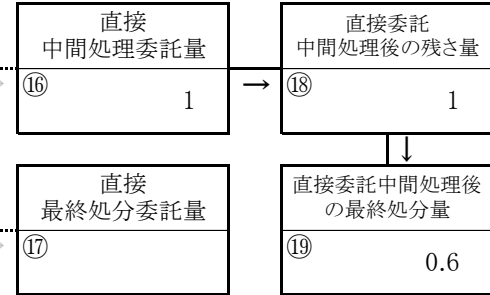 直接
中間処理委託量
⑯
1
→
直接委託
中間処理後の残さ量
⑱
1
↓
直接
最終処分委託量
⑰
直接委託中間処理後
の最終処分量
⑲
0.6